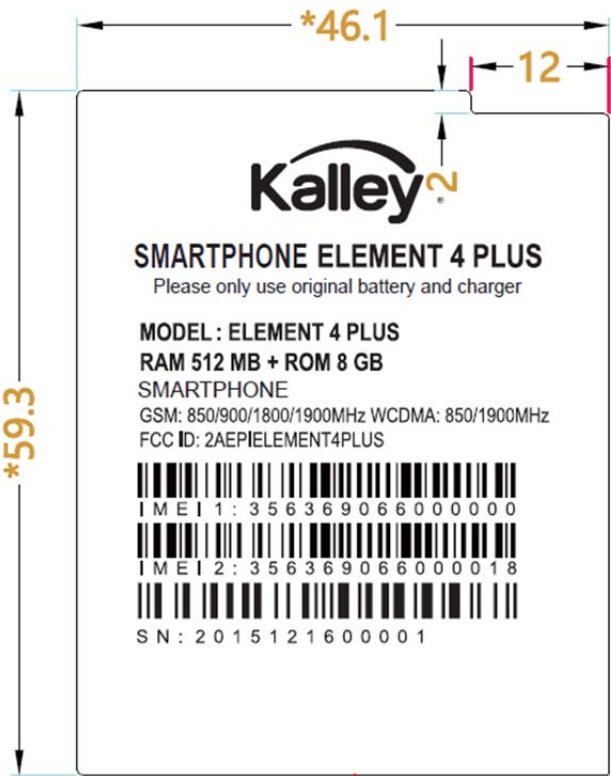 *46.1
12
Kalley
2
SMARTPHONE ELEMENT 4 PLUS
Please only use original battery and charger
*59.3
MODEL : ELEMENT 4 PLUS
RAM 512 MB + ROM 8 GB
SMARTPHONE
GSM: 850/900/1800/1900MHz WCDMA: 850/1900MHz
FCC ID: 2AEPIELEMENT4PLUS
IMEI1:356369066000000
IMEI2:356369066000018
SN:2015121600001